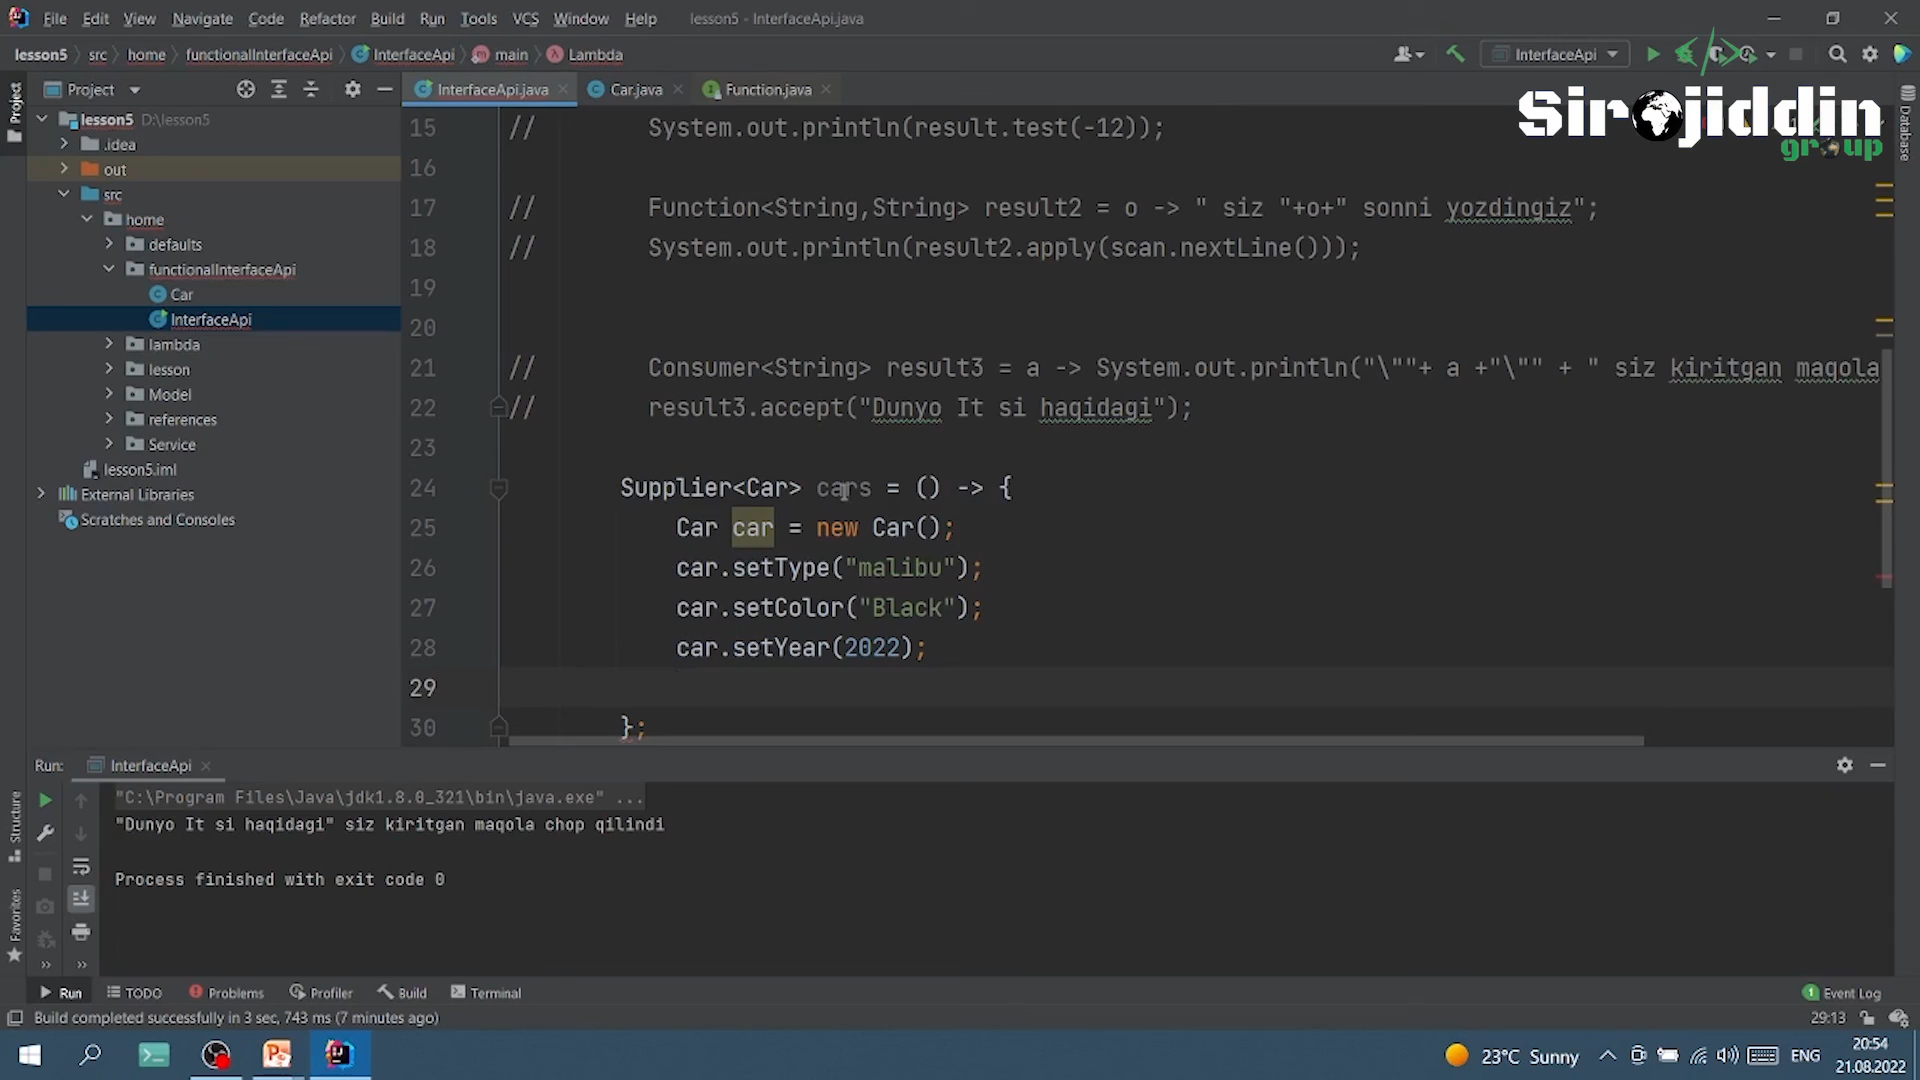 File Edit View Navigate Code Refactor Build Run Tools VCS Window Help lesson5 - InterfaceApi.java
lesson5 src home functionalInterfaceApi InterfaceApi main Lambda InterfaceApi
Project
InterfaceApi.java Car.java Function.java
Sirojiddin
group
Project
Database
lesson5 D:\lesson5
.idea
out
src
home
defaults
functionalInterfaceApi
Car
InterfaceApi
lambda
lesson
Model
references
Service
lesson5.iml
External Libraries
Scratches and Consoles
15 // System.out.println(result.test(-12));
16
17 // Function<String,String> result2 = o -> " siz "+o+" sonni yozdingiz";
18 // System.out.println(result2.apply(scan.nextLine()));
19
20
21 // Consumer<String> result3 = a -> System.out.println("\""+ a +"\"" + " siz kiritgan maqola
22 // result3.accept("Dunyo It si haqidagi");
23
24 Supplier<Car> cars = () -> {
25 Car car = new Car();
26 car.setType("malibu");
27 car.setColor("Black");
28 car.setYear(2022);
29
30 };
Run: InterfaceApi
"C:\Program Files\Java\jdk1.8.0_321\bin\java.exe" ...
"Dunyo It si haqidagi" siz kiritgan maqola chop qilindi
Process finished with exit code 0
Structure
Favorites
Run TODO Problems Profiler Build Terminal Event Log
Build completed successfully in 3 sec, 743 ms (7 minutes ago) 29:13
23°C Sunny ENG 20:54
21.08.2022